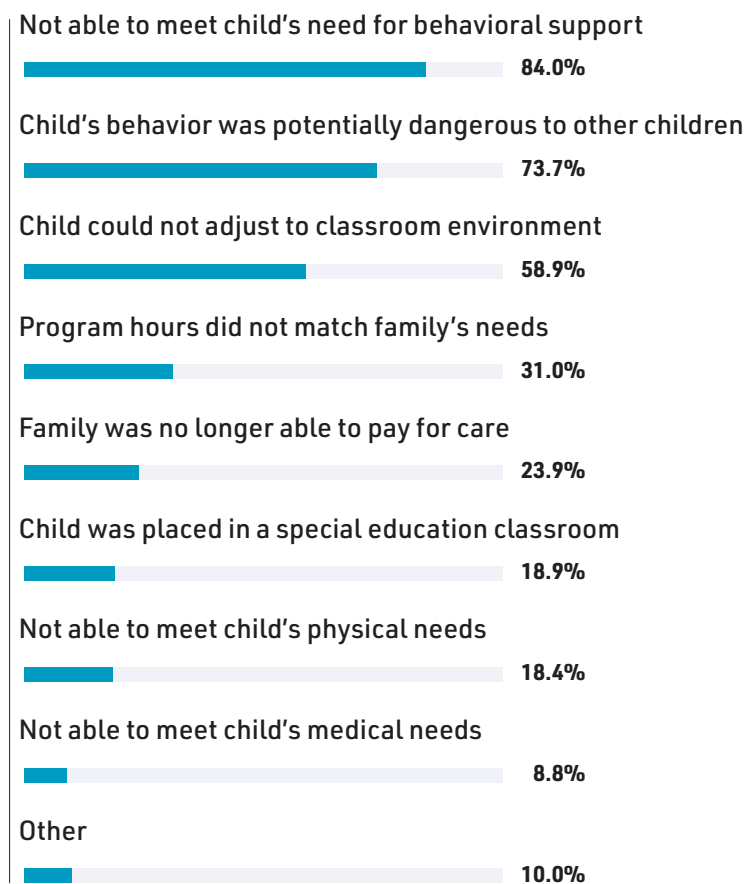 Not able to meet child’s need for behavioral support
84.0%
Child’s behavior was potentially dangerous to other children
73.7%
Child could not adjust to classroom environment
58.9%
Program hours did not match family’s needs
31.0%
Family was no longer able to pay for care
23.9%
Child was placed in a special education classroom
18.9%
Not able to meet child’s physical needs
18.4%
Not able to meet child’s medical needs
8.8%
Other
10.0%